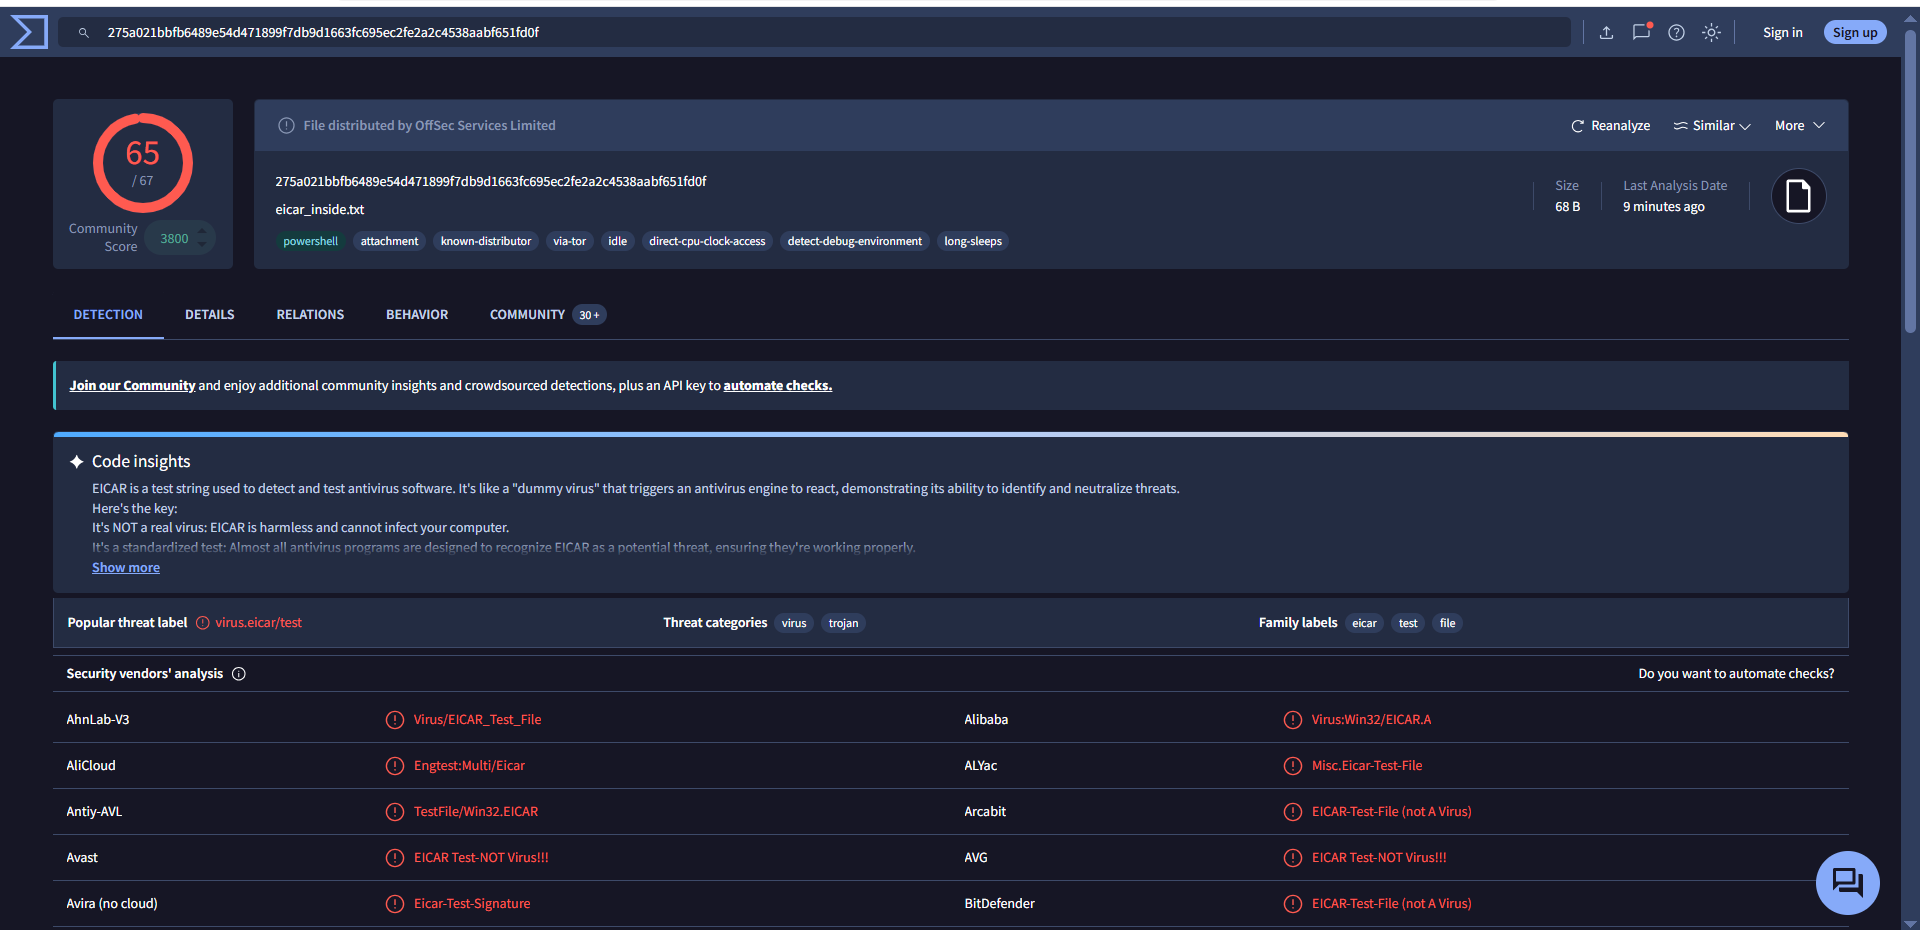 275a021bbfb6489e54d471899f7db9d1663fc695ec2fe2a2c4538aabf651fd0f
Sign in
Sign up
65
/ 67
Community Score
3800
File distributed by OffSec Services Limited
Reanalyze
Similar
More
275a021bbfb6489e54d471899f7db9d1663fc695ec2fe2a2c4538aabf651fd0f
eicar_inside.txt
powershell attachment known-distributor via-tor idle direct-cpu-clock-access detect-debug-environment long-sleeps
Size
68 B
Last Analysis Date
9 minutes ago
DETECTION DETAILS RELATIONS BEHAVIOR COMMUNITY 30+
Join our Community and enjoy additional community insights and crowdsourced detections, plus an API key to automate checks.
Code insights
EICAR is a test string used to detect and test antivirus software. It's like a "dummy virus" that triggers an antivirus engine to react, demonstrating its ability to identify and neutralize threats.
Here's the key:
It's NOT a real virus: EICAR is harmless and cannot infect your computer.
It's a standardized test: Almost all antivirus programs are designed to recognize EICAR as a potential threat, ensuring they're working properly.
Show more
Popular threat label virus.eicar/test
Threat categories virus trojan
Family labels eicar test file
Security vendors' analysis
Do you want to automate checks?
AhnLab-V3 Virus/EICAR_Test_File Alibaba Virus:Win32/EICAR.A
AliCloud Engtest:Multi/Eicar ALYac Misc.Eicar-Test-File
Antiy-AVL TestFile/Win32.EICAR Arcabit EICAR-Test-File (not A Virus)
Avast EICAR Test-NOT Virus!!! AVG EICAR Test-NOT Virus!!!
Avira (no cloud) Eicar-Test-Signature BitDefender EICAR-Test-File (not A Virus)